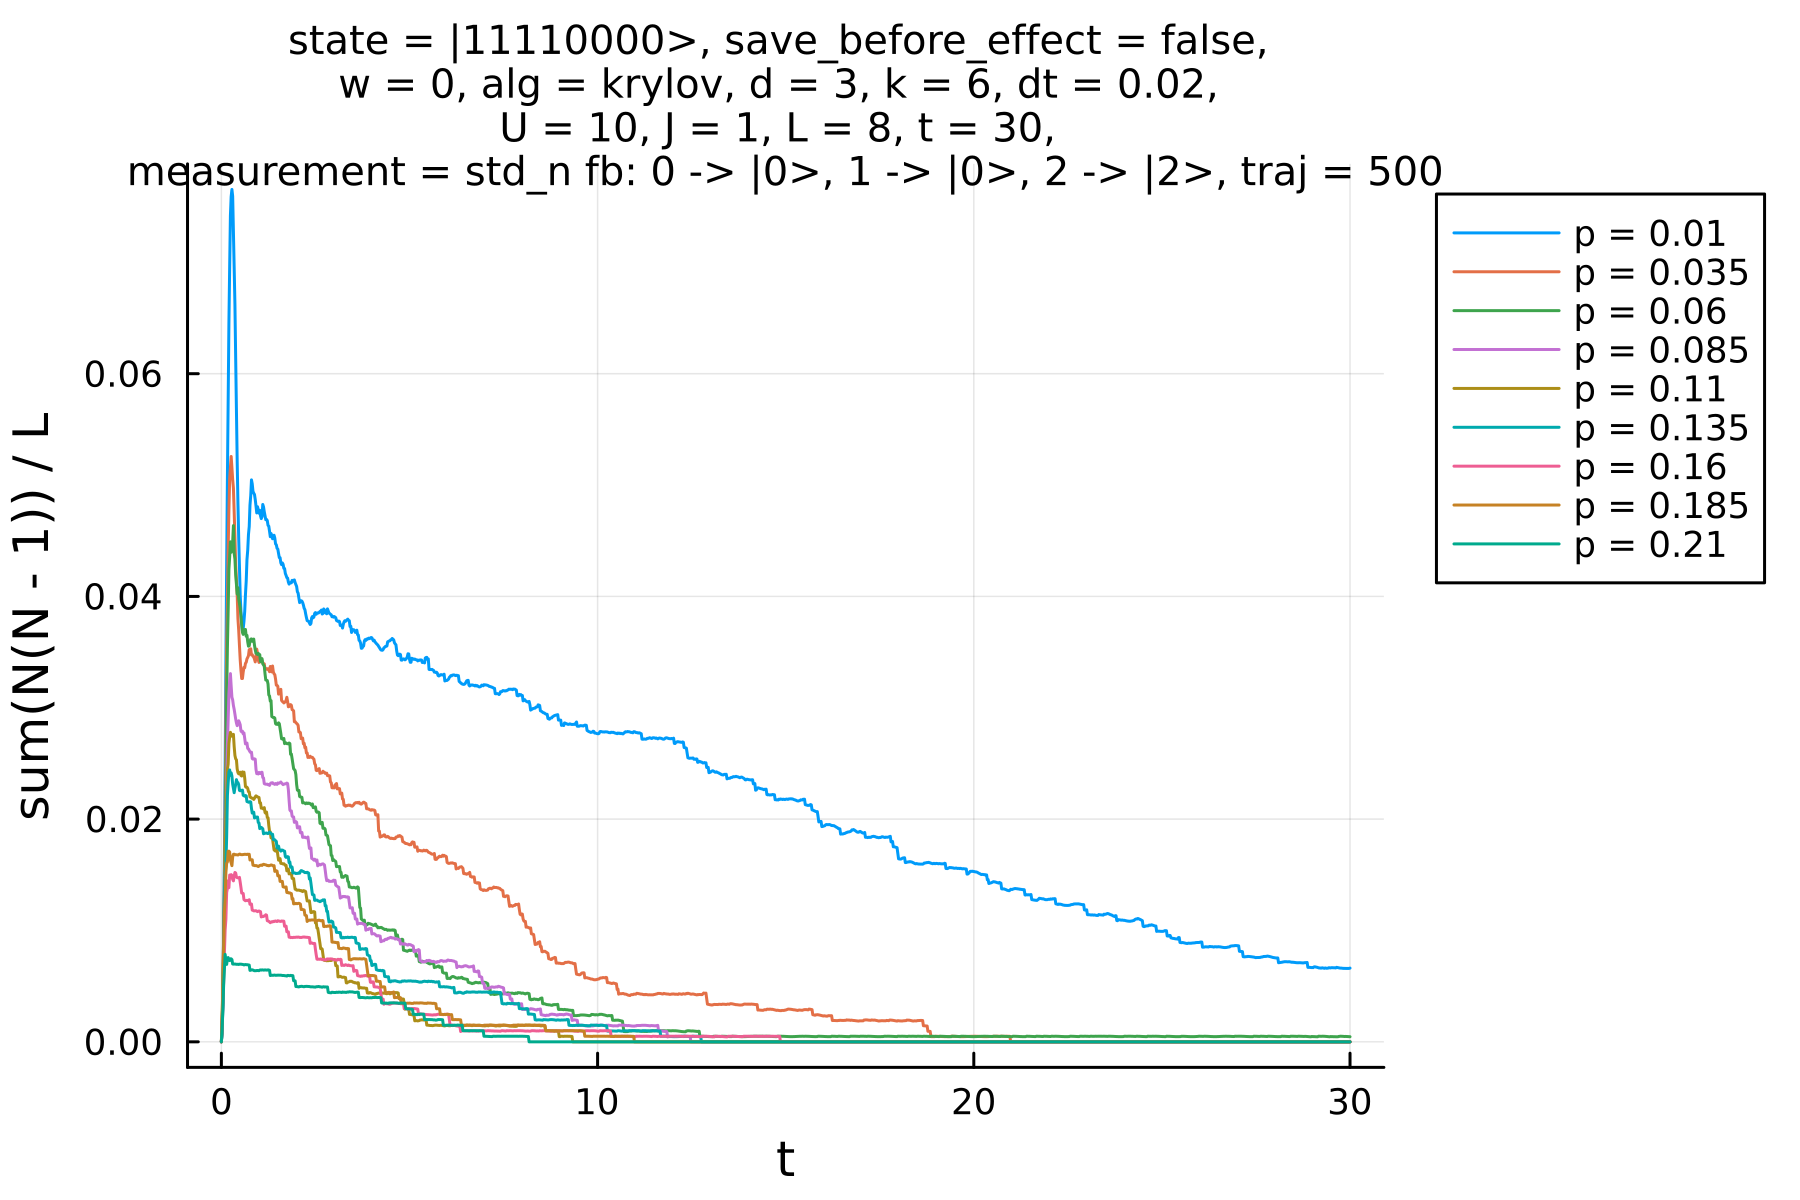 state = |11110000>, save_before_effect = false,
w = 0, alg = krylov, d = 3, k = 6, dt = 0.02,
U = 10, J = 1, L = 8, t = 30,
measurement = std_n fb: 0 -> |0>, 1 -> |0>, 2 -> |2>, traj = 500
p = 0.01
p = 0.035
p = 0.06
p = 0.085
p = 0.11
p = 0.135
p = 0.16
p = 0.185
p = 0.21
sum(N(N - 1)) / L
0.06
0.04
0.02
0.00
0
10
20
30
t